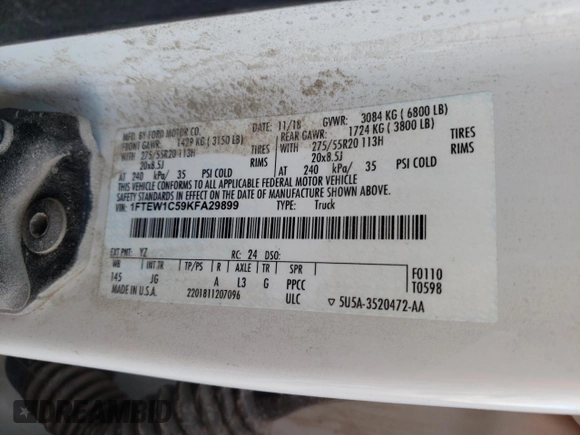 MFD. BY FORD MOTOR CO.
DATE: 11/18 GVWR: 3084 KG ( 6800 LB)
FRONT GAWR: 1429 KG ( 3150 LB) REAR GAWR: 1724 KG ( 3800 LB)
WITH 275/55R20 113H TIRES WITH 275/55R20 113H TIRES
20x8.5J RIMS 20x8.5J RIMS
AT 240 kPa/ 35 PSI COLD AT 240 kPa/ 35 PSI COLD
THIS VEHICLE CONFORMS TO ALL APPLICABLE FEDERAL MOTOR VEHICLE
SAFETY STANDARDS IN EFFECT ON THE DATE OF MANUFACTURE SHOWN ABOVE.
VIN: 1FTEW1C59KFA29899 TYPE: Truck
EXT PNT: YZ RC: 24 DSO:
WB INT TR TP/PS R AXLE TR SPR F0110
145 JG A L3 G PPCC T0598
MADE IN U.S.A. 2201811207096 ULC ▽ 5U5A-3520472-AA
DREAMBID